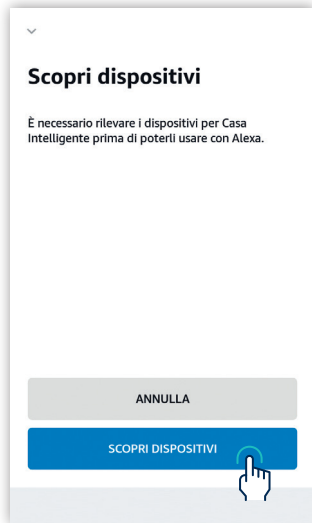 Scopri dispositivi
È necessario rilevare i dispositivi per Casa
Intelligente prima di poterli usare con Alexa.
ANNULLA
SCOPRI DISPOSITIVI